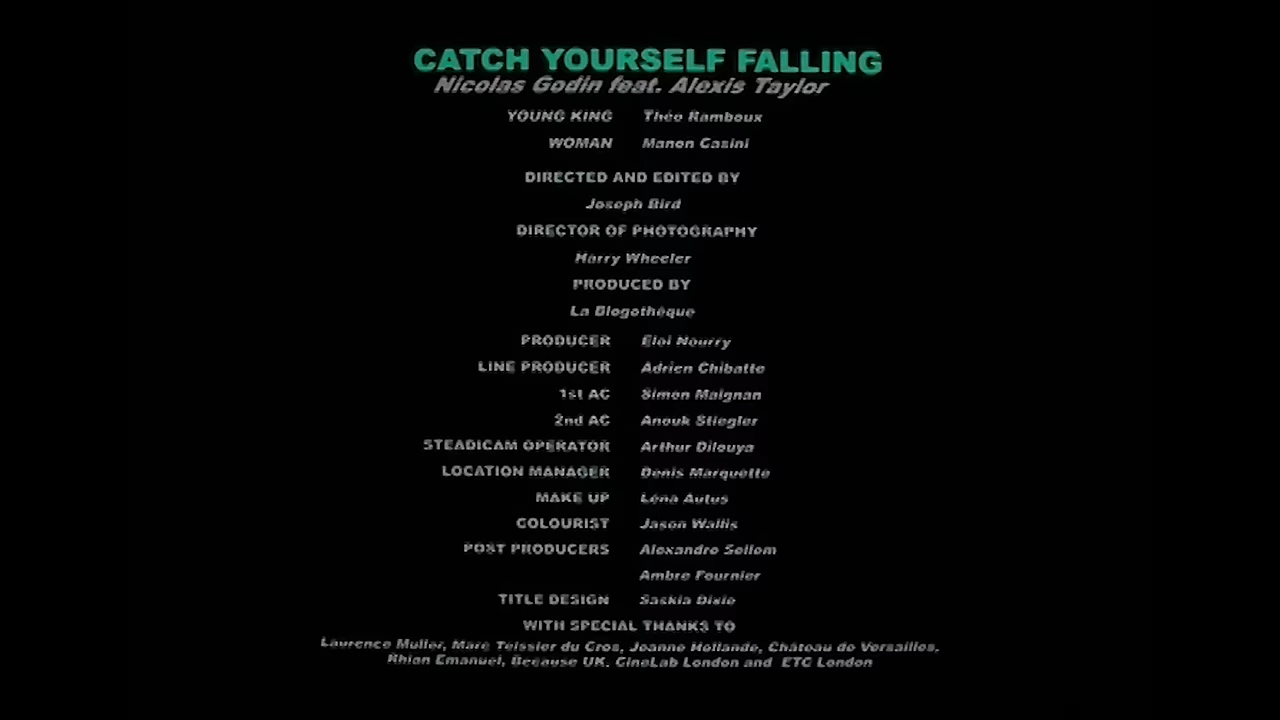 CATCH YOURSELF FALLING
Nicolas Godin feat. Alexis Taylor
YOUNG KING Théo Ramboux
WOMAN Manon Casini
DIRECTED AND EDITED BY
Joseph Bird
DIRECTOR OF PHOTOGRAPHY
Harry Wheeler
PRODUCED BY
La Blogothèque
PRODUCER Eloi Nourry
LINE PRODUCER Adrien Chibatte
1st AC Simon Maignan
2nd AC Anouk Stiegler
STEADICAM OPERATOR Arthur Dilouya
LOCATION MANAGER Denis Marquette
MAKE UP Léna Autus
COLOURIST Jason Wallis
POST PRODUCERS Alexandre Sellem
Ambre Fournier
TITLE DESIGN Saskia Dixie
WITH SPECIAL THANKS TO
Laurence Muller, Marc Teissier du Cros, Joanne Hollande, Château de Versailles,
Rhian Emanuel, Because UK, CineLab London and ETC London